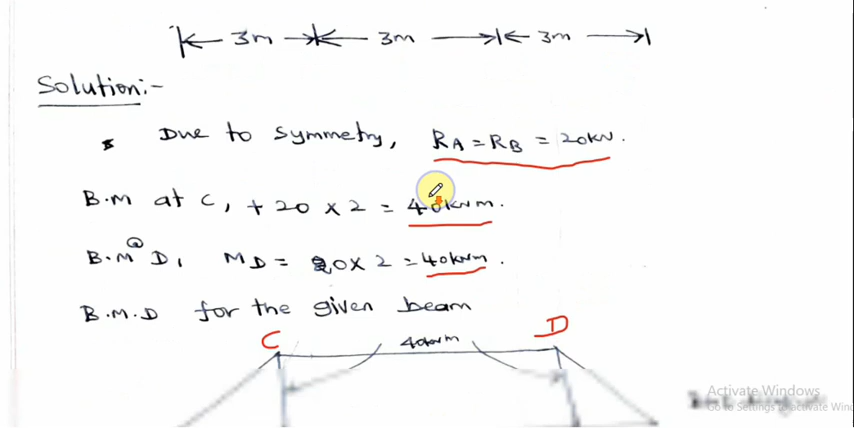 3m 3m 3m
Solution:-
Due to symmetry, RA = RB = 20kN.
B.M at C, + 20 × 2 = 40kNm.
B.M @ D, MD = 20 × 2 = 40kNm.
B.M.D for the given beam
C D
40kNm
Activate Windows
Go to Settings to activate Wind